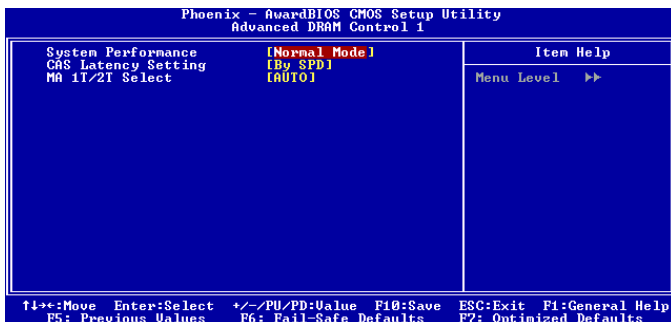 Phoenix - AwardBIOS CMOS Setup Utility
Advanced DRAM Control 1
System Performance [Normal Mode]
CAS Latency Setting [By SPD]
MA 1T/2T Select [AUTO]
Item Help
Menu Level ►►
↑↓→←:Move Enter:Select +/-/PU/PD:Value F10:Save ESC:Exit F1:General Help
F5: Previous Values F6: Fail-Safe Defaults F7: Optimized Defaults